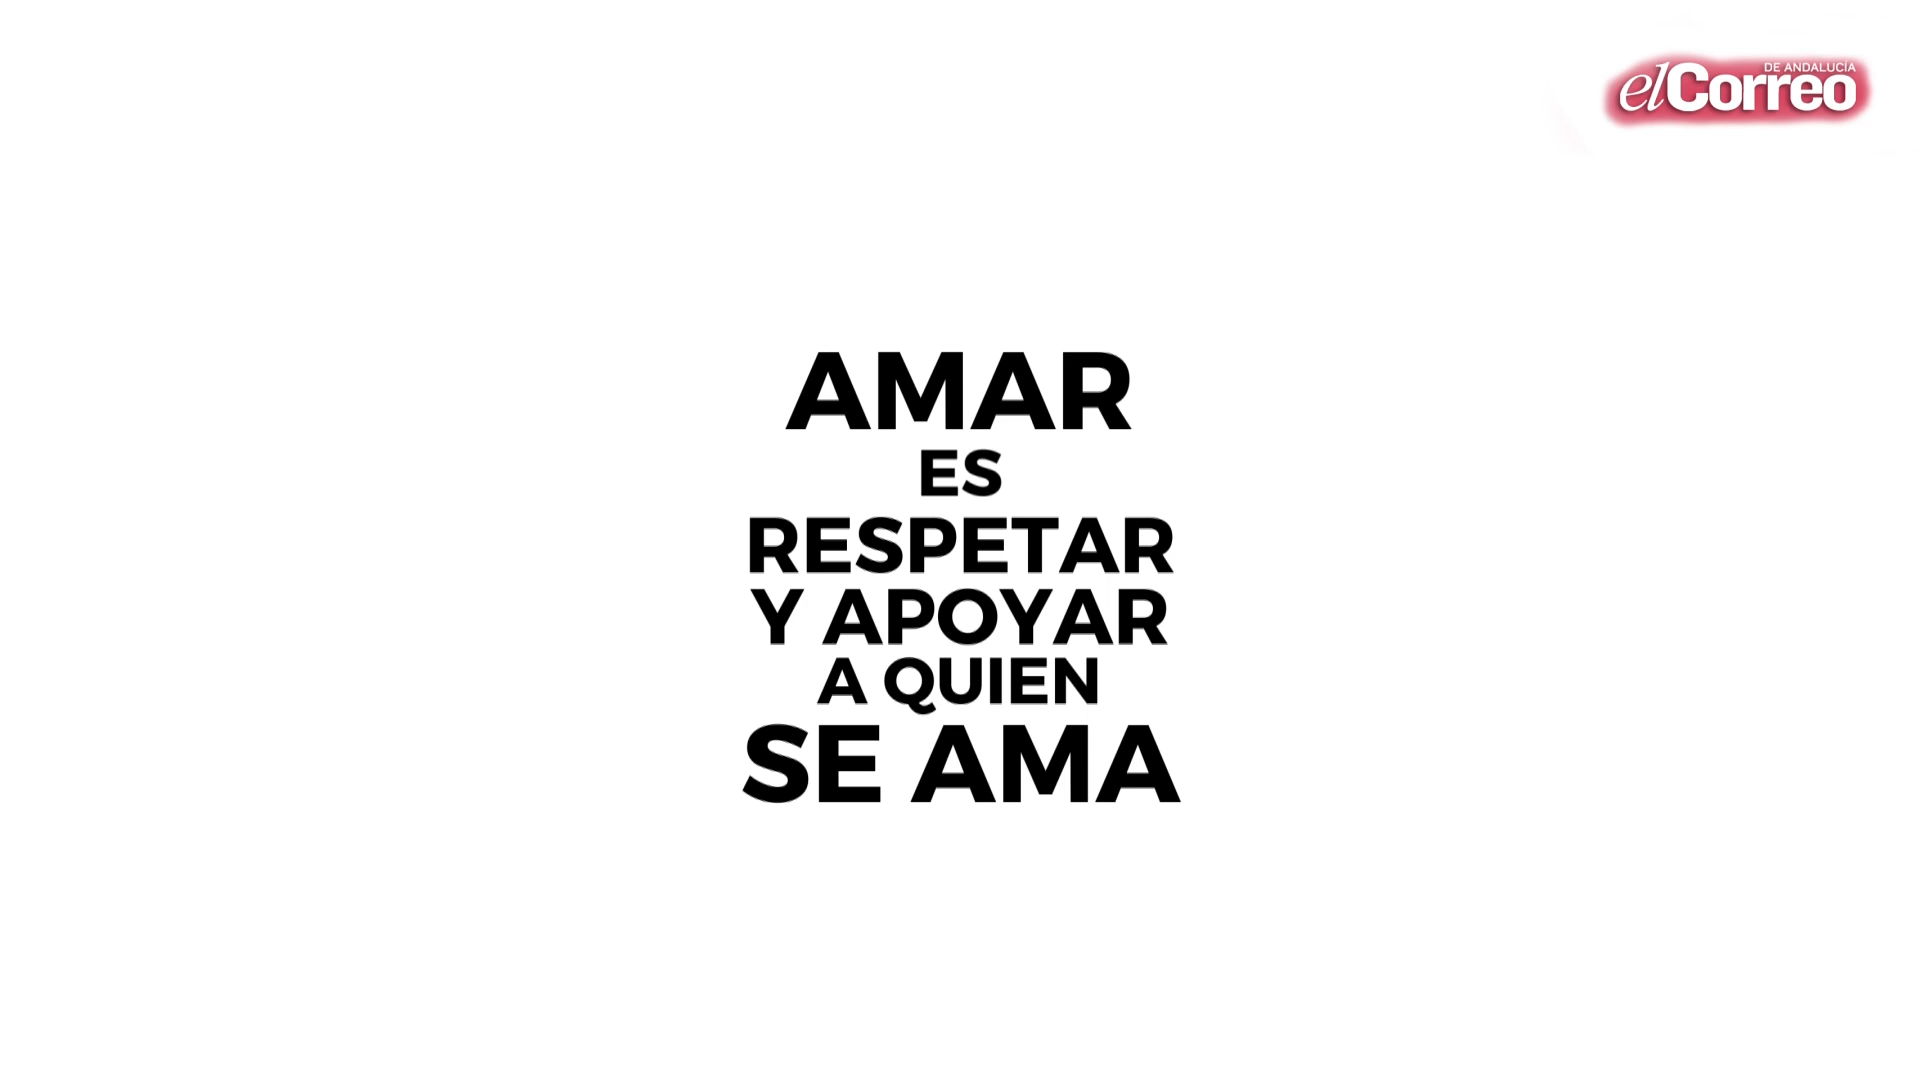 DE ANDALUCÍA
elCorreo
AMAR
ES
RESPETAR
Y APOYAR
A QUIEN
SE AMA